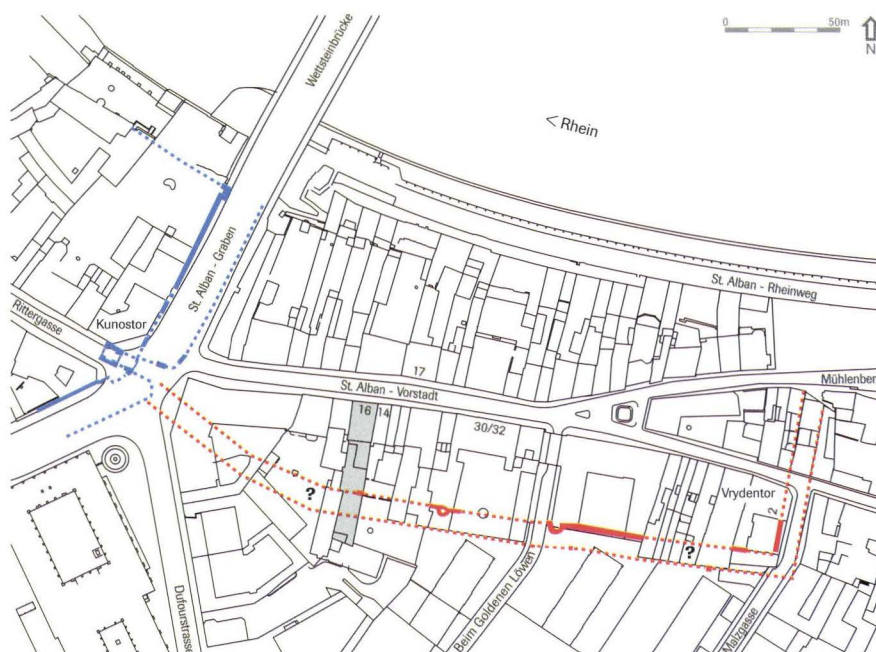 0 50m
N
Wettsteinbrücke
< Rhein
St. Alban - Graben
St. Alban - Rheinweg
Rittergasse
Kunostor
17
St. Alban - Vorstadt
Mühlenber
16 14
30/32
?
Vrydentor
2
?
Dufourstrasse
Beim Goldenen Löwen
Malzgasse